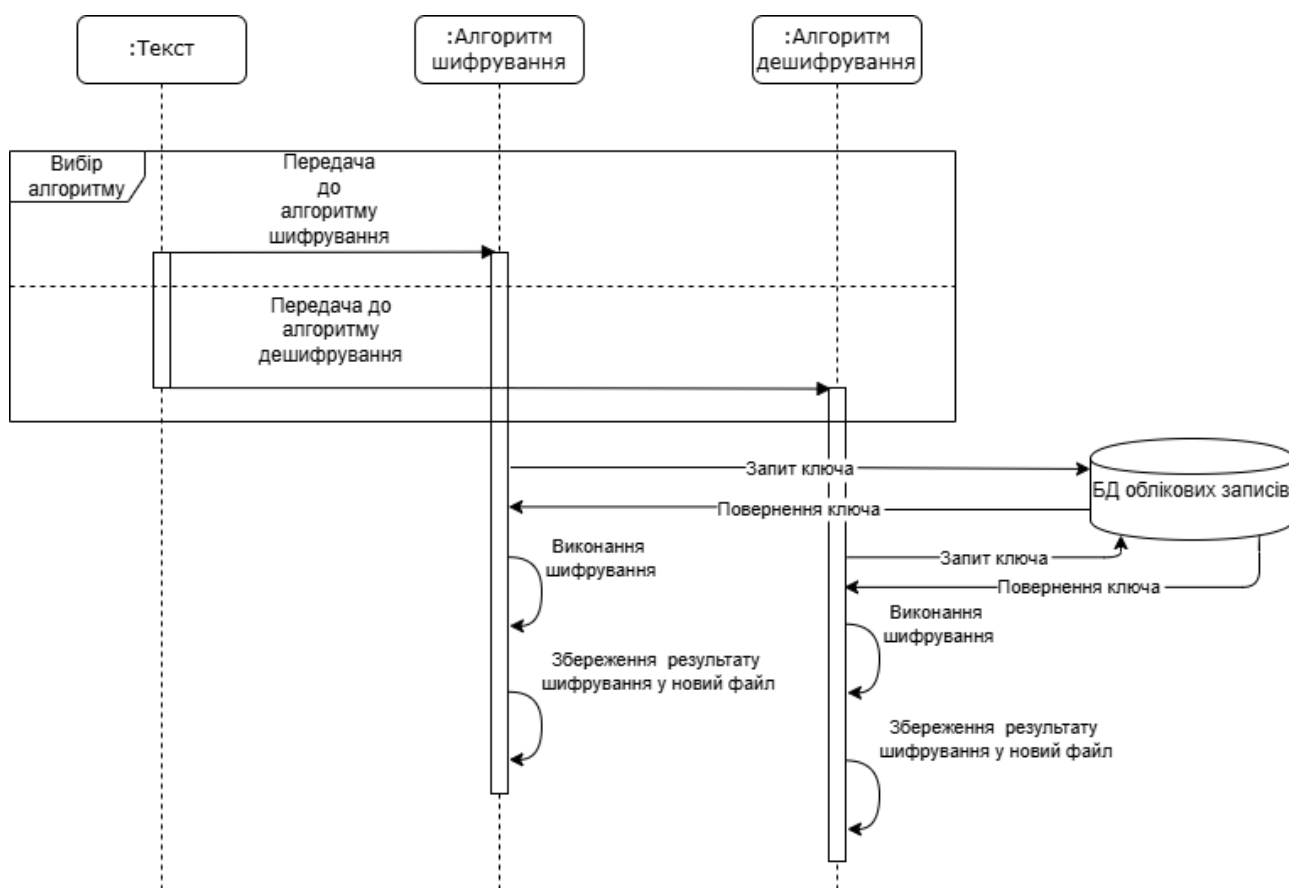 :Текст
:Алгоритм
шифрування
:Алгоритм
дешифрування
Вибір
алгоритму
Передача
до
алгоритму
шифрування
Передача до
алгоритму
дешифрування
Запит ключа
БД облікових записів
Повернення ключа
Виконання
шифрування
Запит ключа
Повернення ключа
Виконання
шифрування
Збереження результату
шифрування у новий файл
Збереження результату
шифрування у новий файл